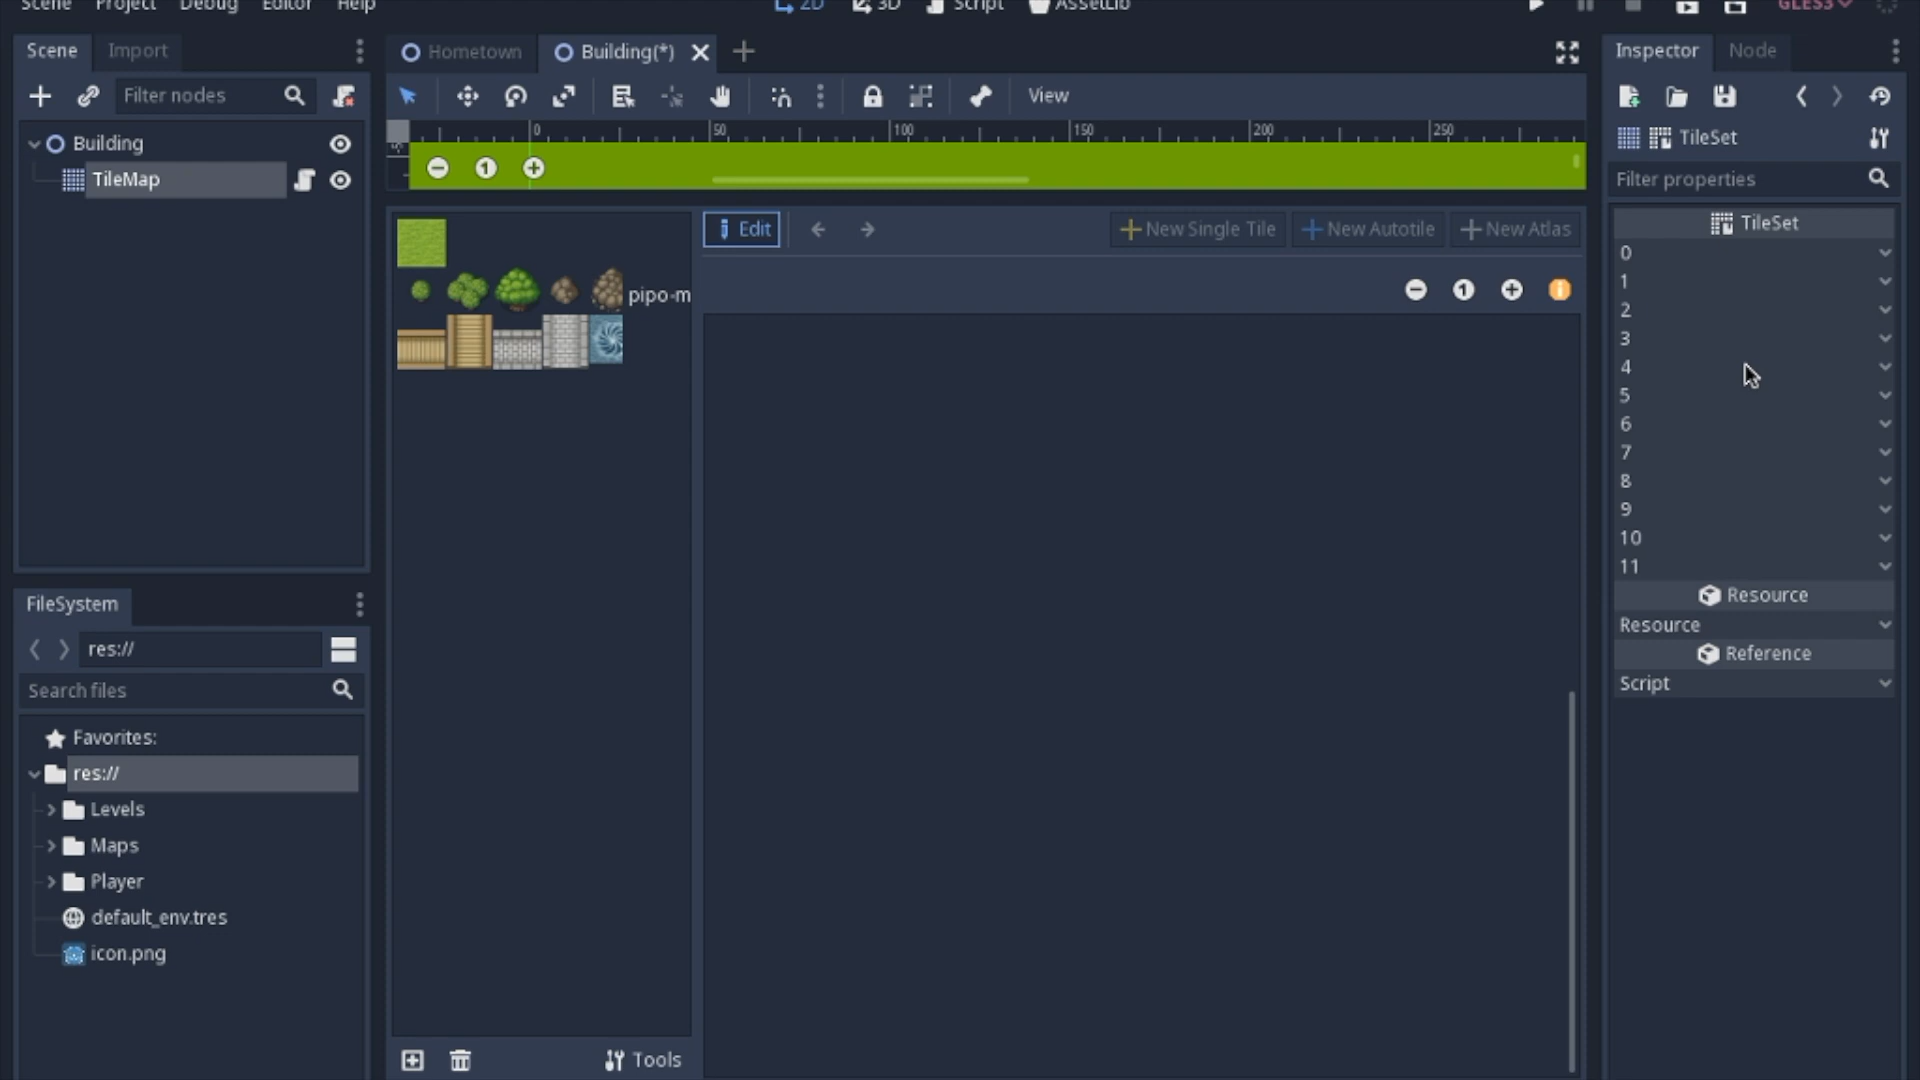 Scene Project Debug Editor Help
2D 3D Script AssetLib
GLES3
Scene Import
Filter nodes
Building
TileMap
FileSystem
res://
Search files
Favorites:
res://
Levels
Maps
Player
default_env.tres
icon.png
Hometown Building(*)
View
0 50 100 150 200 250
1
pipo-m
Tools
Edit
New Single Tile New Autotile New Atlas
1
Inspector Node
TileSet
Filter properties
TileSet
0
1
2
3
4
5
6
7
8
9
10
11
Resource
Resource
Reference
Script